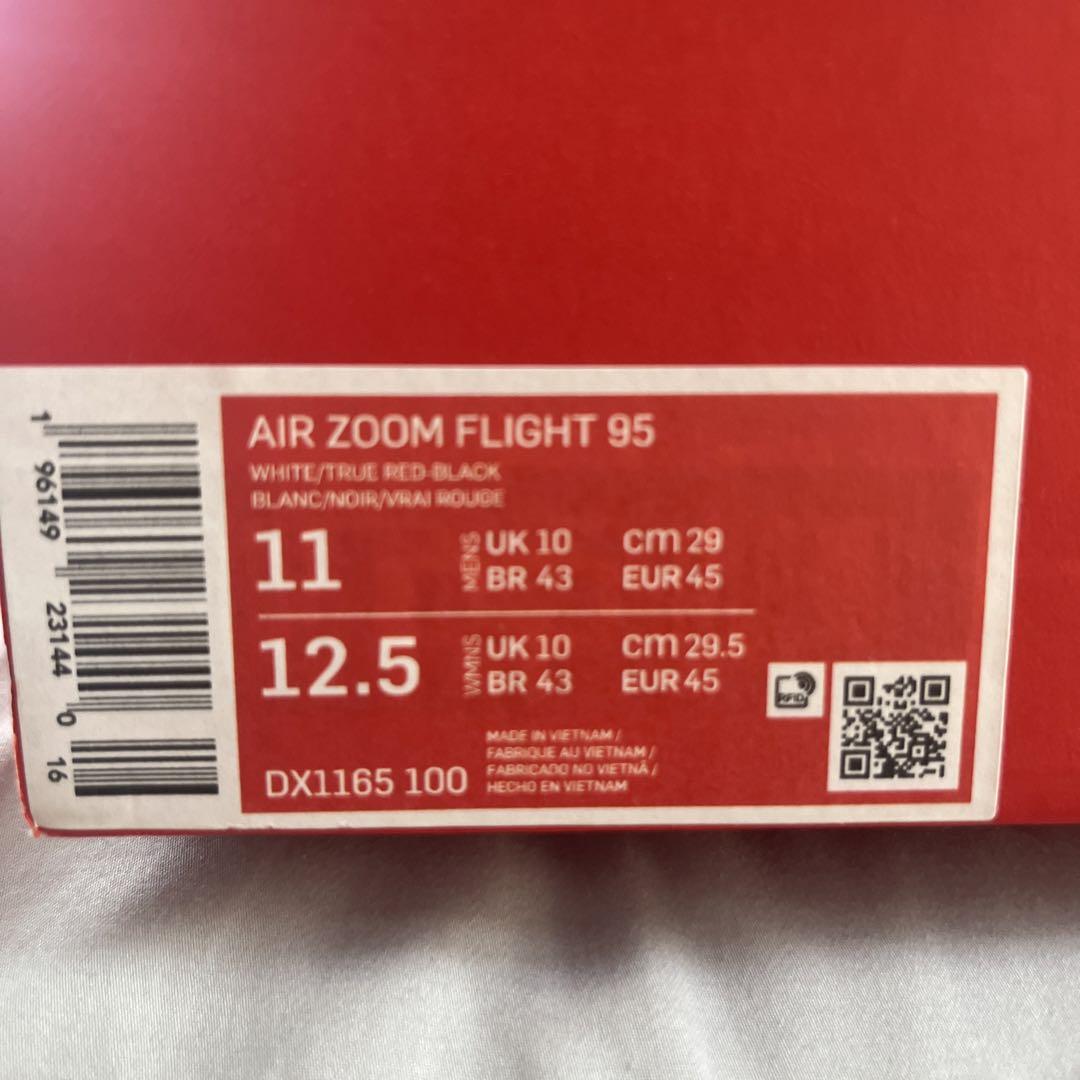 AIR ZOOM FLIGHT 95
WHITE/TRUE RED-BLACK
BLANC/NOIR/VRAI ROUGE
11
MENS
UK 10
cm 29
BR 43
EUR 45
12.5
WMNS
UK 10
cm 29.5
BR 43
EUR 45
RFID
DX1165 100
MADE IN VIETNAM /
FABRIQUE AU VIETNAM /
FABRICADO NO VIETNÃ /
HECHO EN VIETNAM
1 96149 23144 0 16